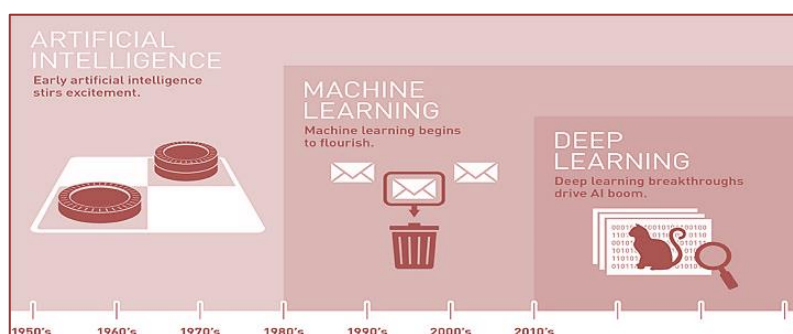 ARTIFICIAL
INTELLIGENCE
Early artificial intelligence
stirs excitement.
MACHINE
LEARNING
Machine learning begins
to flourish.
DEEP
LEARNING
Deep learning breakthroughs
drive AI boom.
1950's 1960's 1970's 1980's 1990's 2000's 2010's